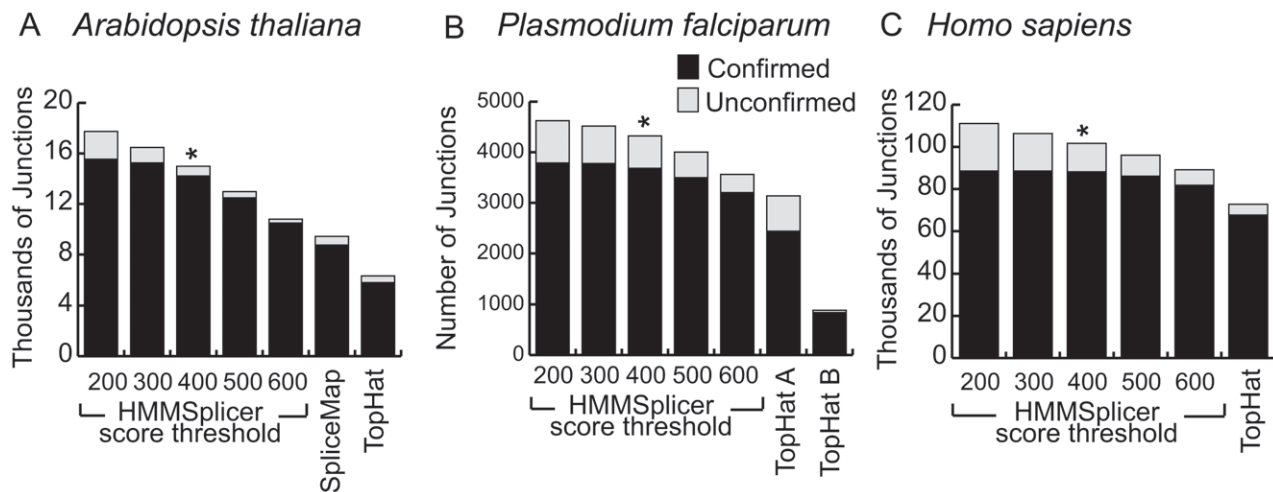 A Arabidopsis thaliana
Thousands of Junctions
20
16
12
8
4
0
*
200 300 400 500 600
HMMSplicer
score threshold
SpliceMap
TopHat
B Plasmodium falciparum
Confirmed
Unconfirmed
Number of Junctions
5000
4000
3000
2000
1000
0
*
200 300 400 500 600
HMMSplicer
score threshold
TopHat A
TopHat B
C Homo sapiens
Thousands of Junctions
120
100
80
60
40
20
0
*
200 300 400 500 600
HMMSplicer
score threshold
TopHat